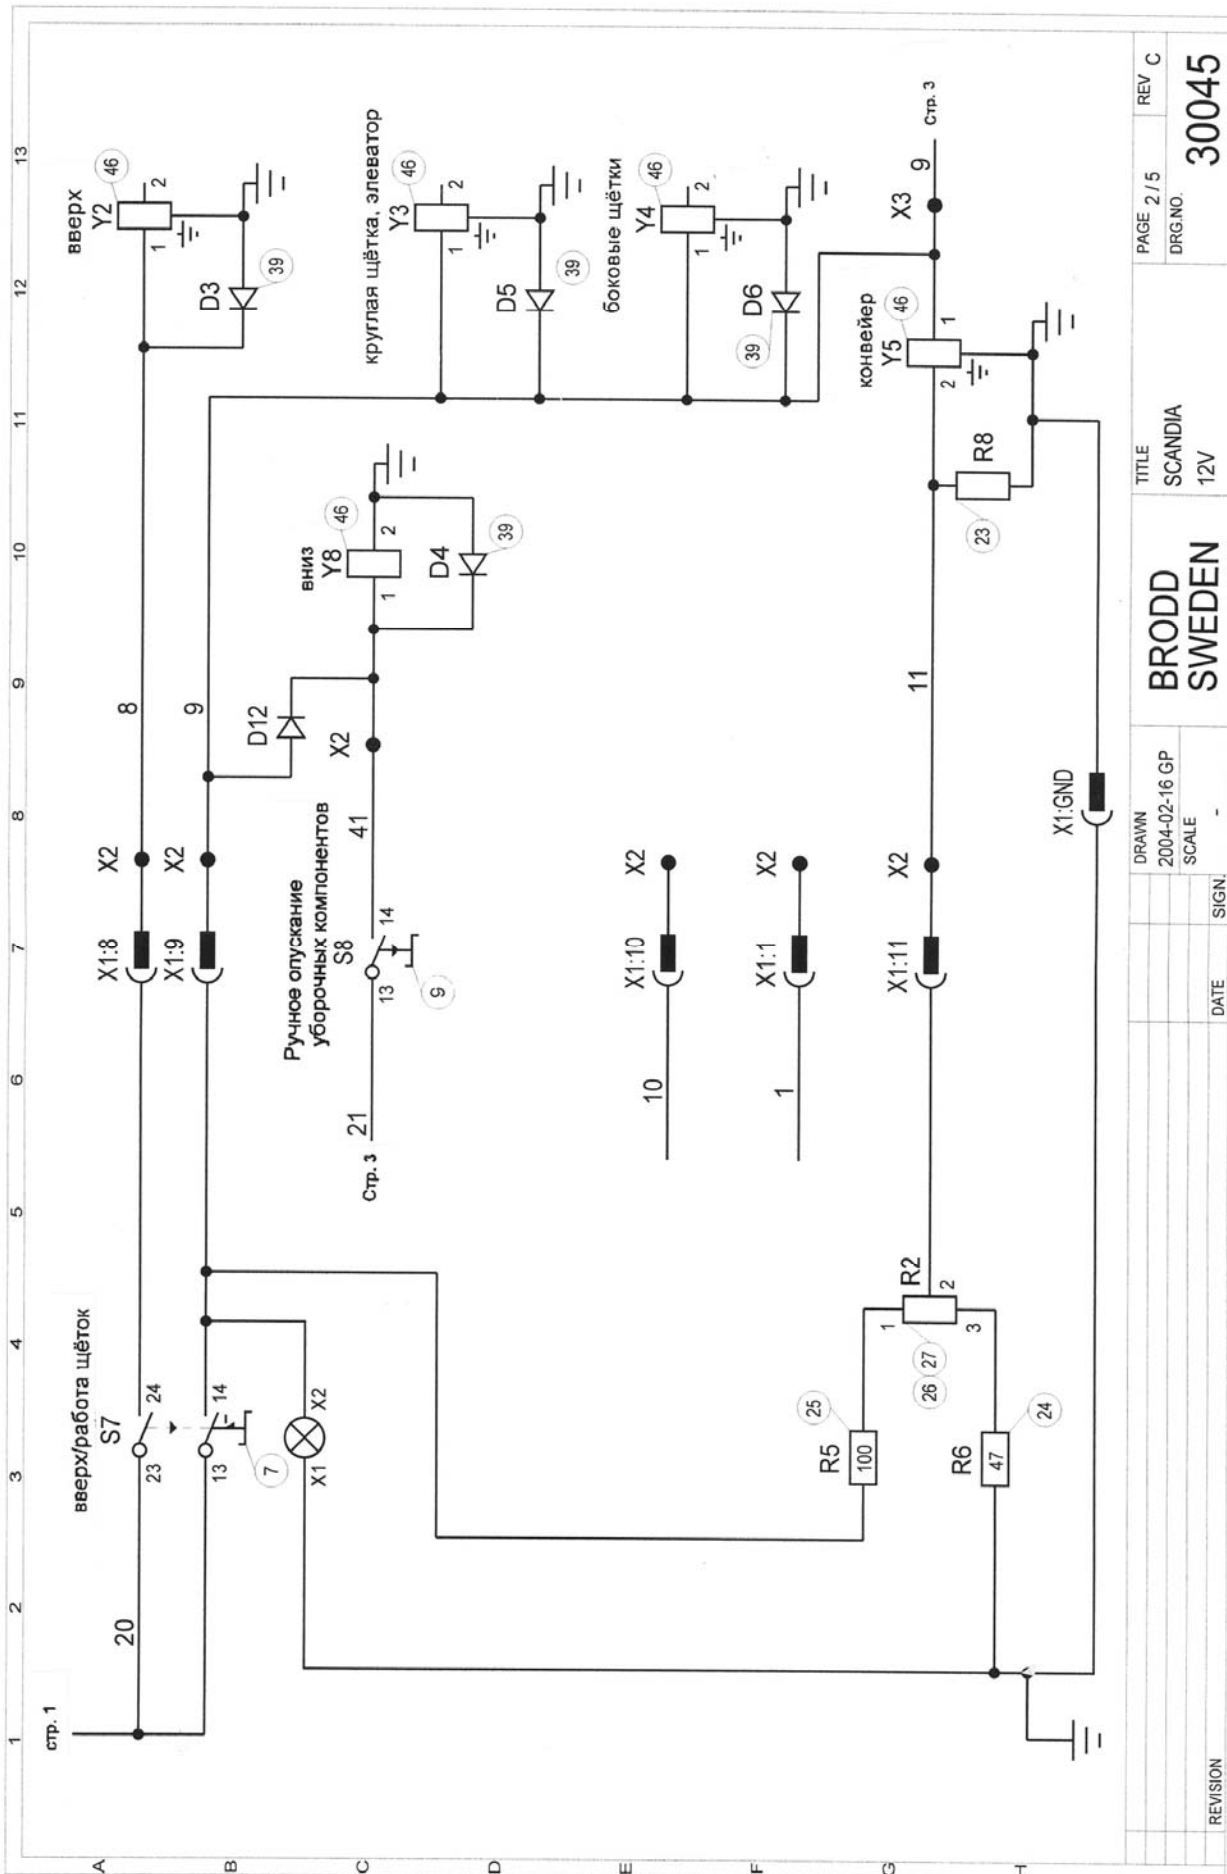 1 2 3 4 5 6 7 8 9 10 11 12 13
A
B
C
D
E
F
G
H
стр. 1
20
вверх/работа щёток
S7
23 24
13 14
7
X1 X2
X1:8
X2
8
вверх
Y2
46
1 2
D3
39
X1:9
X2
9
D12
Ручное опускание
уборочных компонентов
S8
Стр. 3
21
13 14
9
41
X2
вниз
Y8
46
1 2
D4
39
круглая щётка, элеватор
Y3
46
1 2
D5
39
боковые щётки
Y4
46
1 2
D6
39
10
X1:10
X2
1
X1:1
X2
R5
25
100
R6
24
47
R2
1
2
3
27
26
X1:11
X2
11
конвейер
Y5
46
2 1
X3
9
Стр. 3
R8
23
X1:GND
REVISION
DATE
SIGN.
DRAWN
2004-02-16 GP
SCALE
-
BRODD
SWEDEN
TITLE
SCANDIA
12V
PAGE
2 / 5
REV
C
DRG.NO.
30045